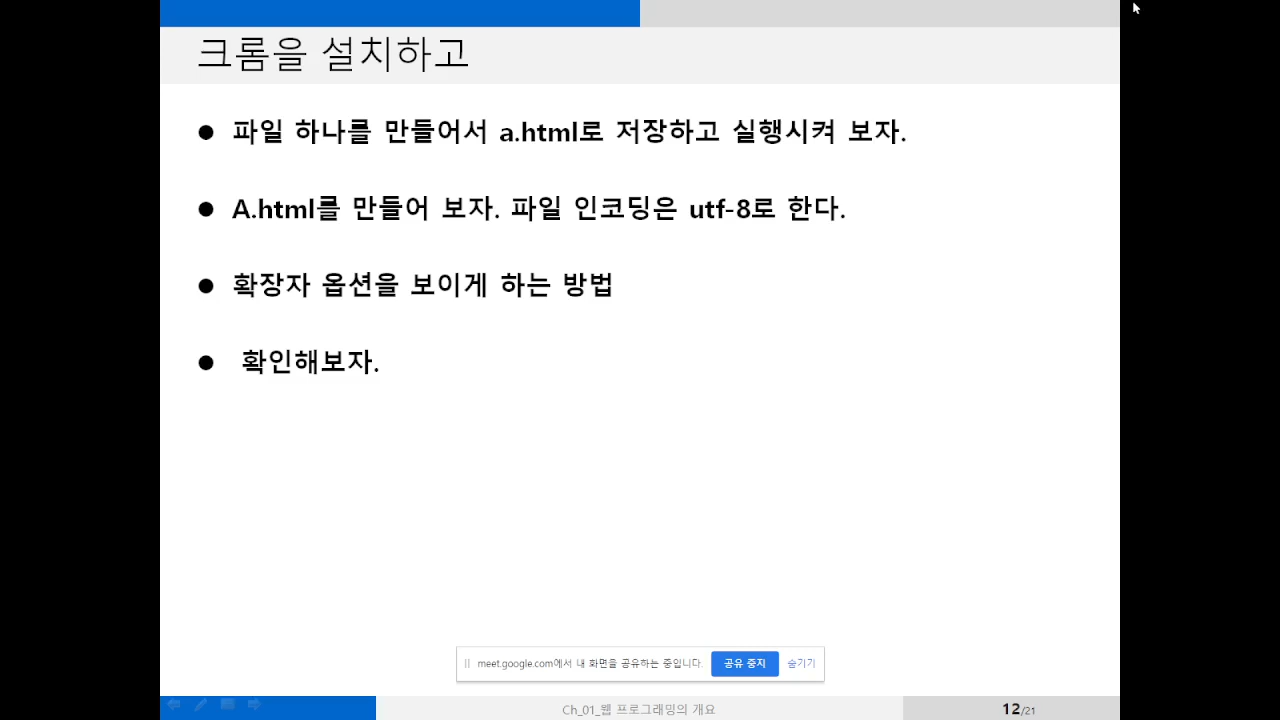 크롬을 설치하고
● 파일 하나를 만들어서 a.html로 저장하고 실행시켜 보자.
● A.html를 만들어 보자. 파일 인코딩은 utf-8로 한다.
● 확장자 옵션을 보이게 하는 방법
● 확인해보자.
meet.google.com에서 내 화면을 공유하는 중입니다. 공유 중지 숨기기
Ch_01_웹 프로그래밍의 개요 12/21